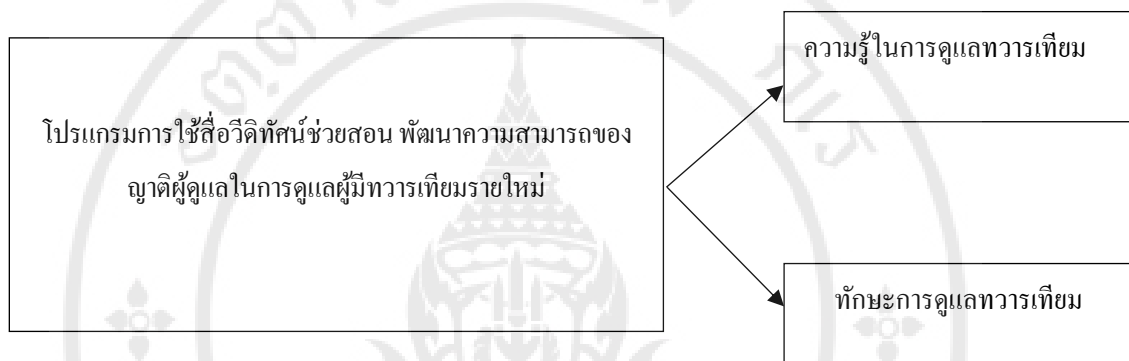 โปรแกรมการใช้สื่อวีดิทัศน์ช่วยสอน พัฒนาความสามารถของ
ญาติผู้ดูแลในการดูแลผู้มีทวารเทียมรายใหม่
ความรู้ในการดูแลทวารเทียม
ทักษะการดูแลทวารเทียม